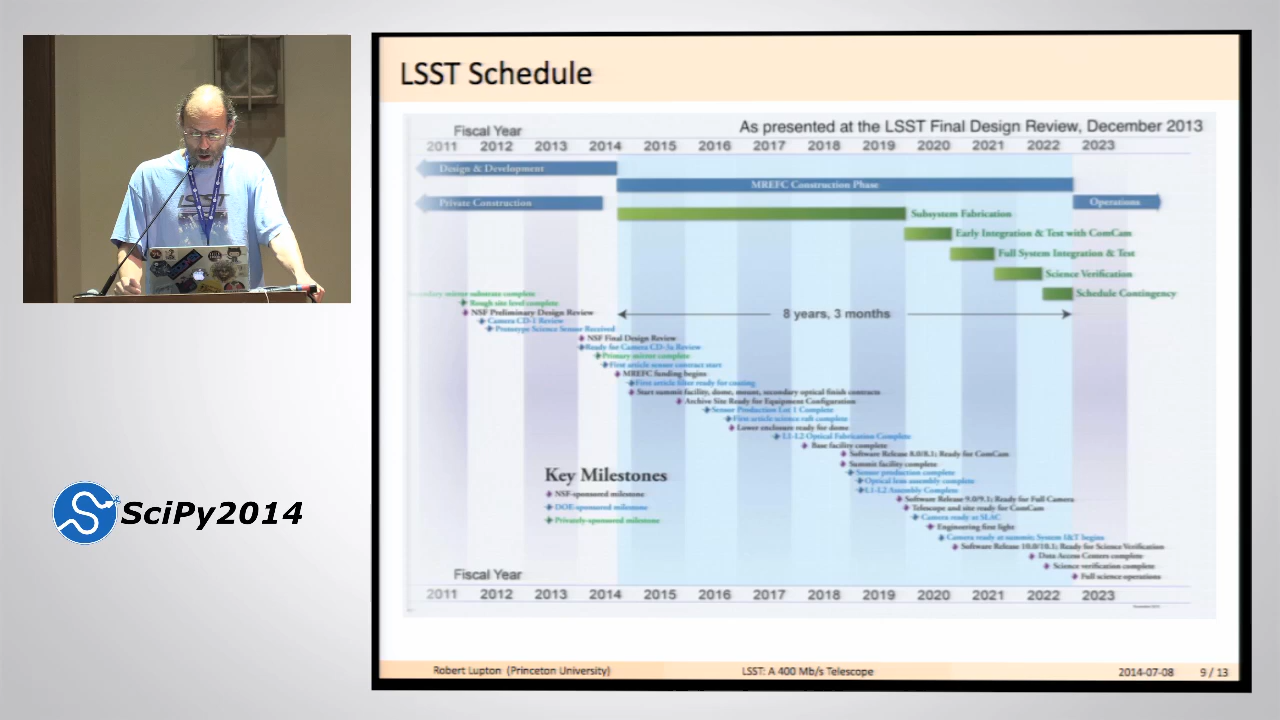 LSST Schedule
As presented at the LSST Final Design Review, December 2013
Fiscal Year
2011 2012 2013 2014 2015 2016 2017 2018 2019 2020 2021 2022 2023
Design & Development
MREFC Construction Phase
Private Construction
Operations
Subsystem Fabrication
Early Integration & Test with ComCam
Full System Integration & Test
Science Verification
Schedule Contingency
8 years, 3 months
mirror substrate complete
Rough site level complete
NSF Preliminary Design Review
Camera CD-1 Review
Prototype Science Sensor Received
NSF Final Design Review
Ready for Camera CD-3a Review
Primary mirror complete
First article sensor contract start
MREFC funding begins
First article filter ready for coating
Start summit facility, dome, mount, secondary optical finish contracts
Archive Site Ready for Equipment Configuration
Sensor Production Lot 1 Complete
First article science raft complete
Lower enclosure ready for dome
L1-L2 Optical Fabrication Complete
Base facility complete
Software Release 8.0/8.1; Ready for ComCam
Summit facility complete
Sensor production complete
Optical lens assembly complete
L1-L2 Assembly Complete
Software Release 9.0/9.1; Ready for Full Camera
Telescope and site ready for ComCam
Camera ready at SLAC
Engineering first light
Camera ready at summit; System I&T begins
Software Release 10.0/10.1; Ready for Science Verification
Data Access Centers complete
Science verification complete
Full science operations
Key Milestones
NSF-sponsored milestone
DOE-sponsored milestone
Privately-sponsored milestone
Fiscal Year
2011 2012 2013 2014 2015 2016 2017 2018 2019 2020 2021 2022 2023
Robert Lupton (Princeton University) LSST: A 400 Mb/s Telescope 2014-07-08 9 / 13
LSST
SciPy2014